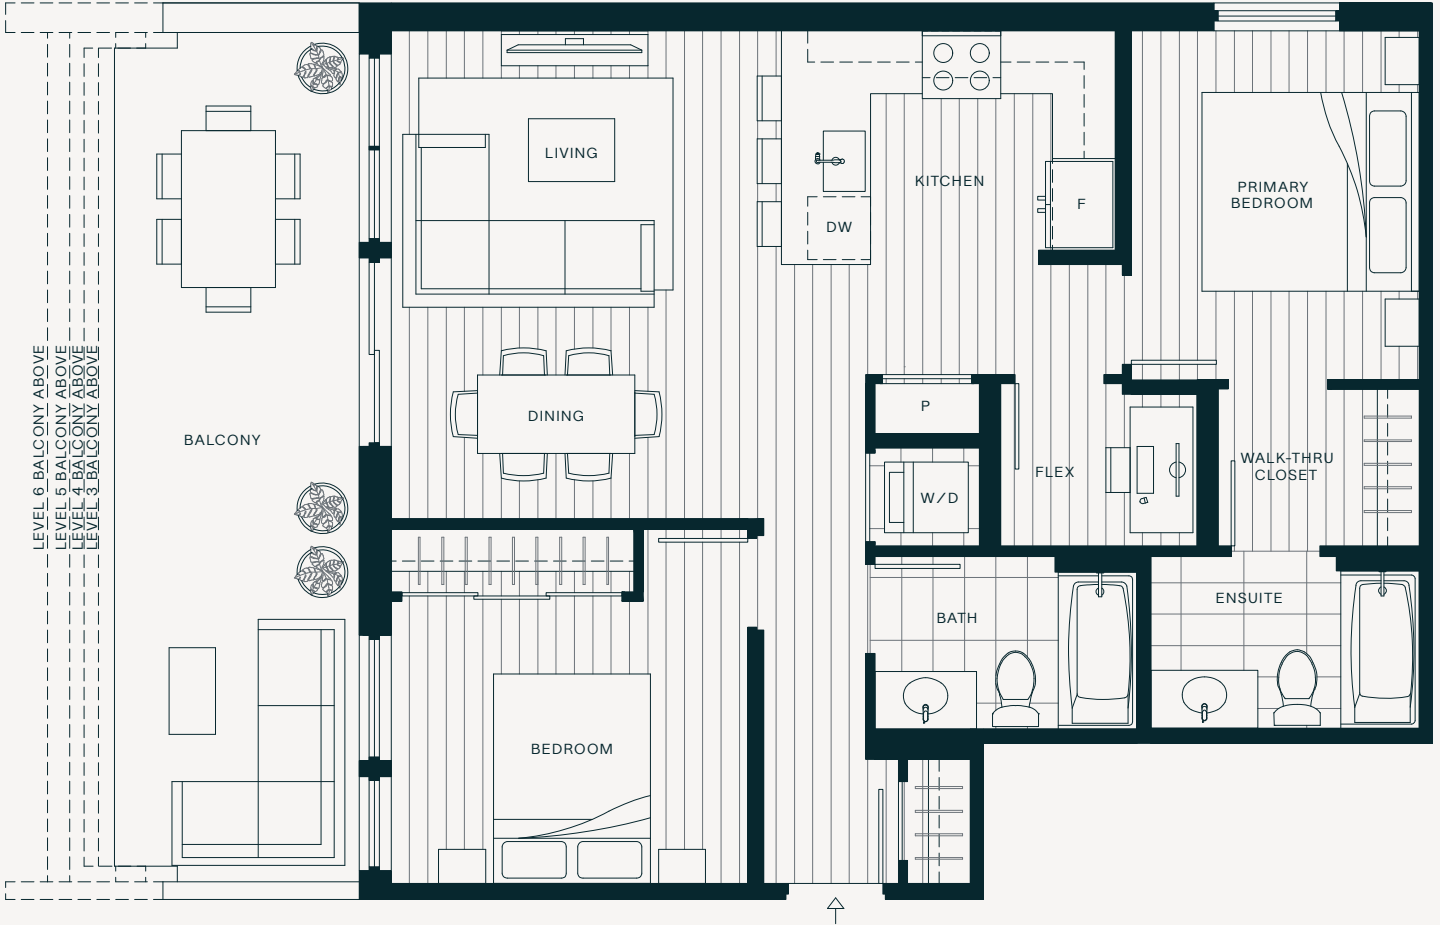 LIVING
KITCHEN
F
DW
PRIMARY
BEDROOM
LEVEL 6 BALCONY ABOVE
LEVEL 5 BALCONY ABOVE
LEVEL 4 BALCONY ABOVE
LEVEL 3 BALCONY ABOVE
BALCONY
DINING
P
W/D
FLEX
WALK-THRU
CLOSET
BATH
ENSUITE
BEDROOM